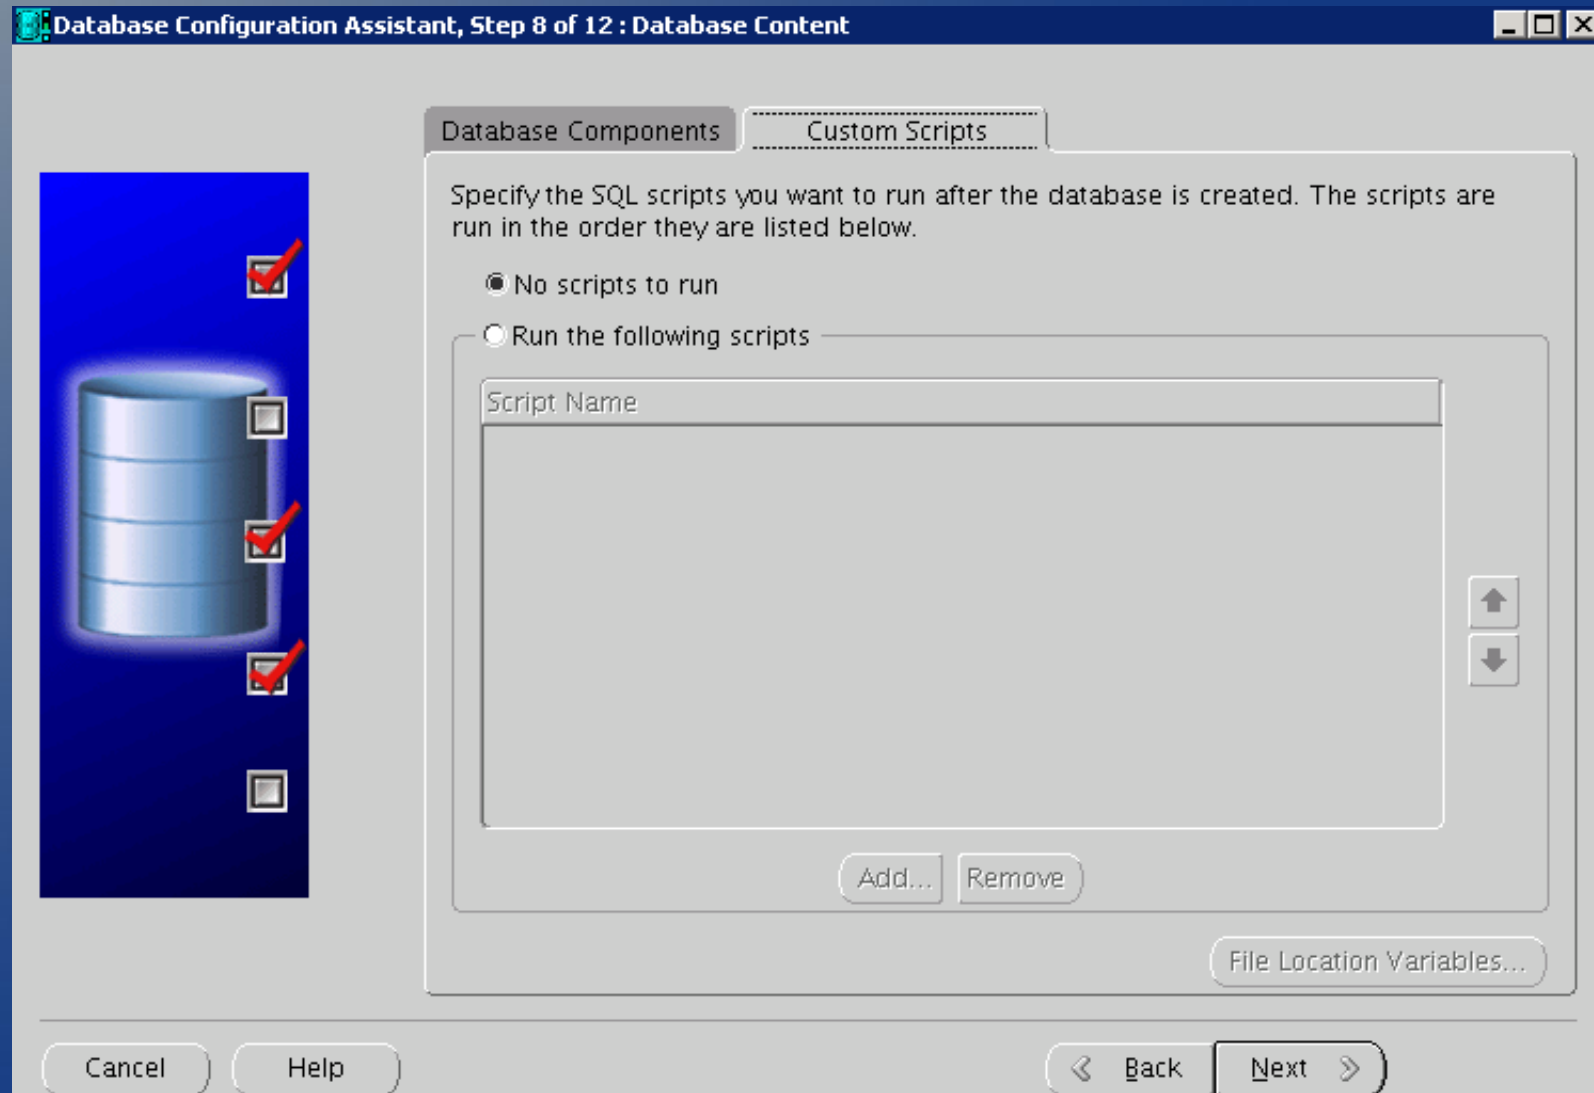 Database Configuration Assistant, Step 8 of 12 : Database Content
Database Components
Custom Scripts
Specify the SQL scripts you want to run after the database is created. The scripts are
run in the order they are listed below.
No scripts to run
Run the following scripts
Script Name
Add...
Remove
File Location Variables...
Cancel
Help
Back
Next